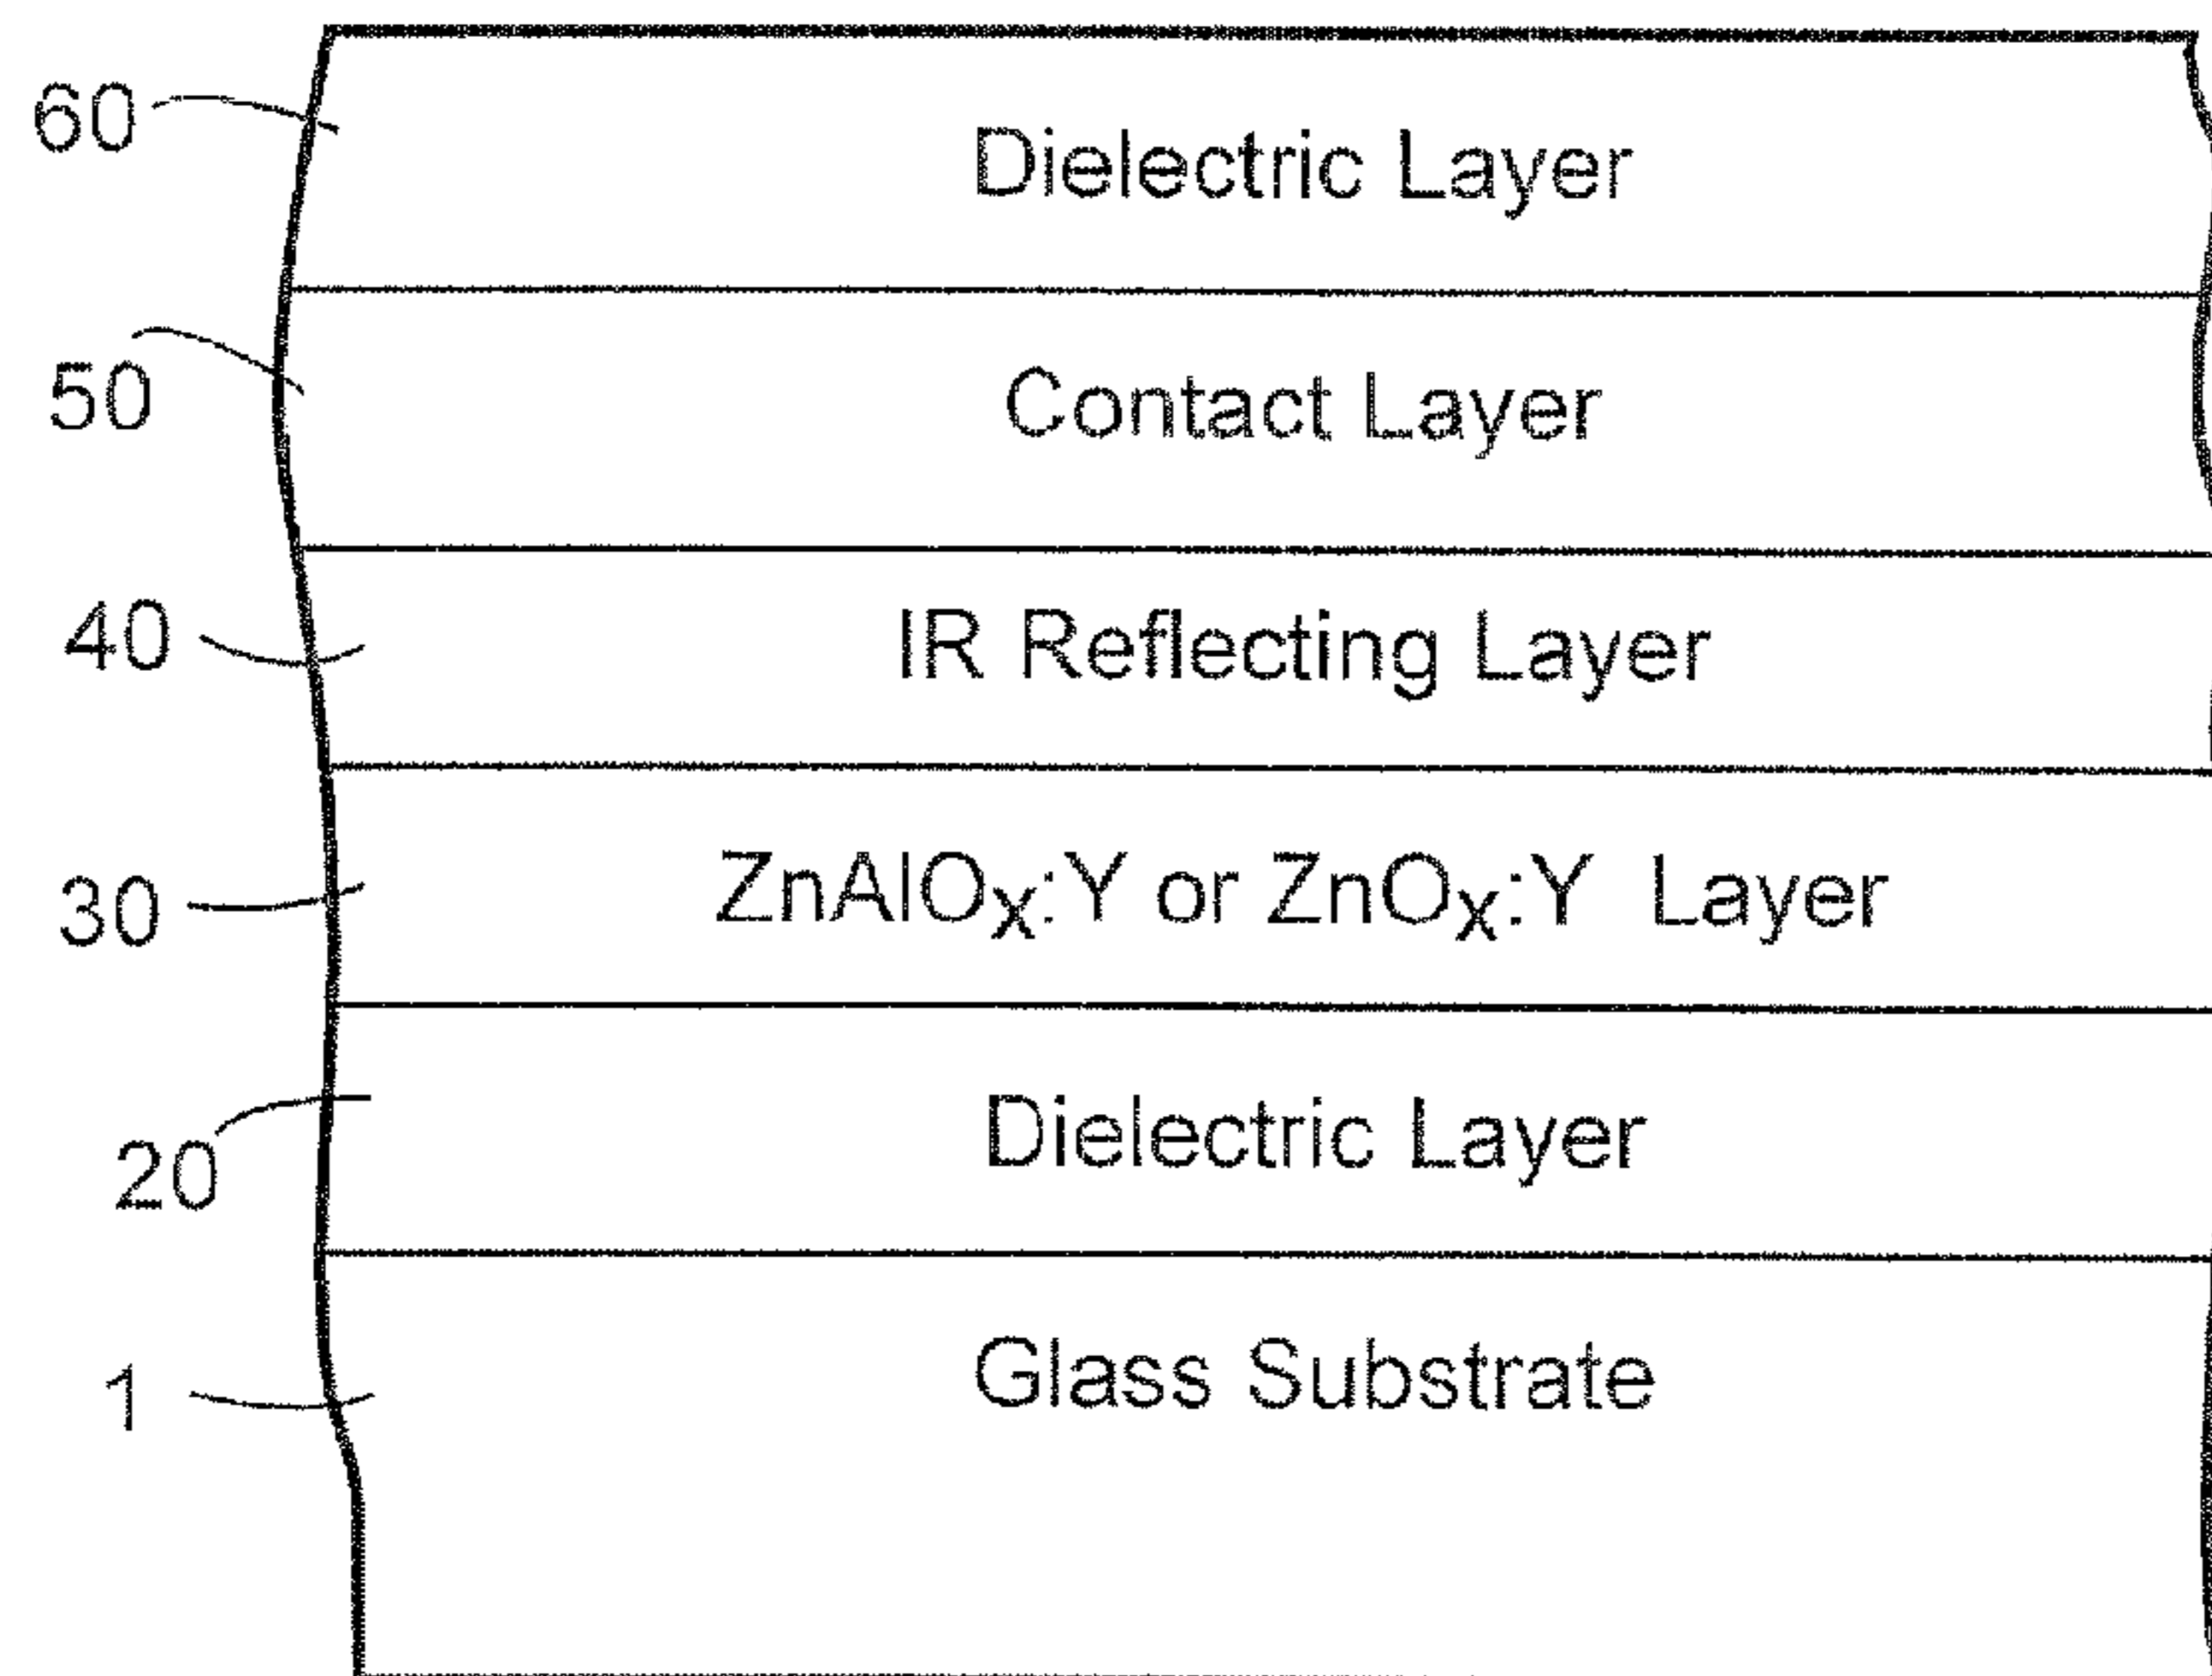 60 Dielectric Layer
50 Contact Layer
40 IR Reflecting Layer
30 ZnAlOx:Y or ZnOx:Y Layer
20 Dielectric Layer
1 Glass Substrate